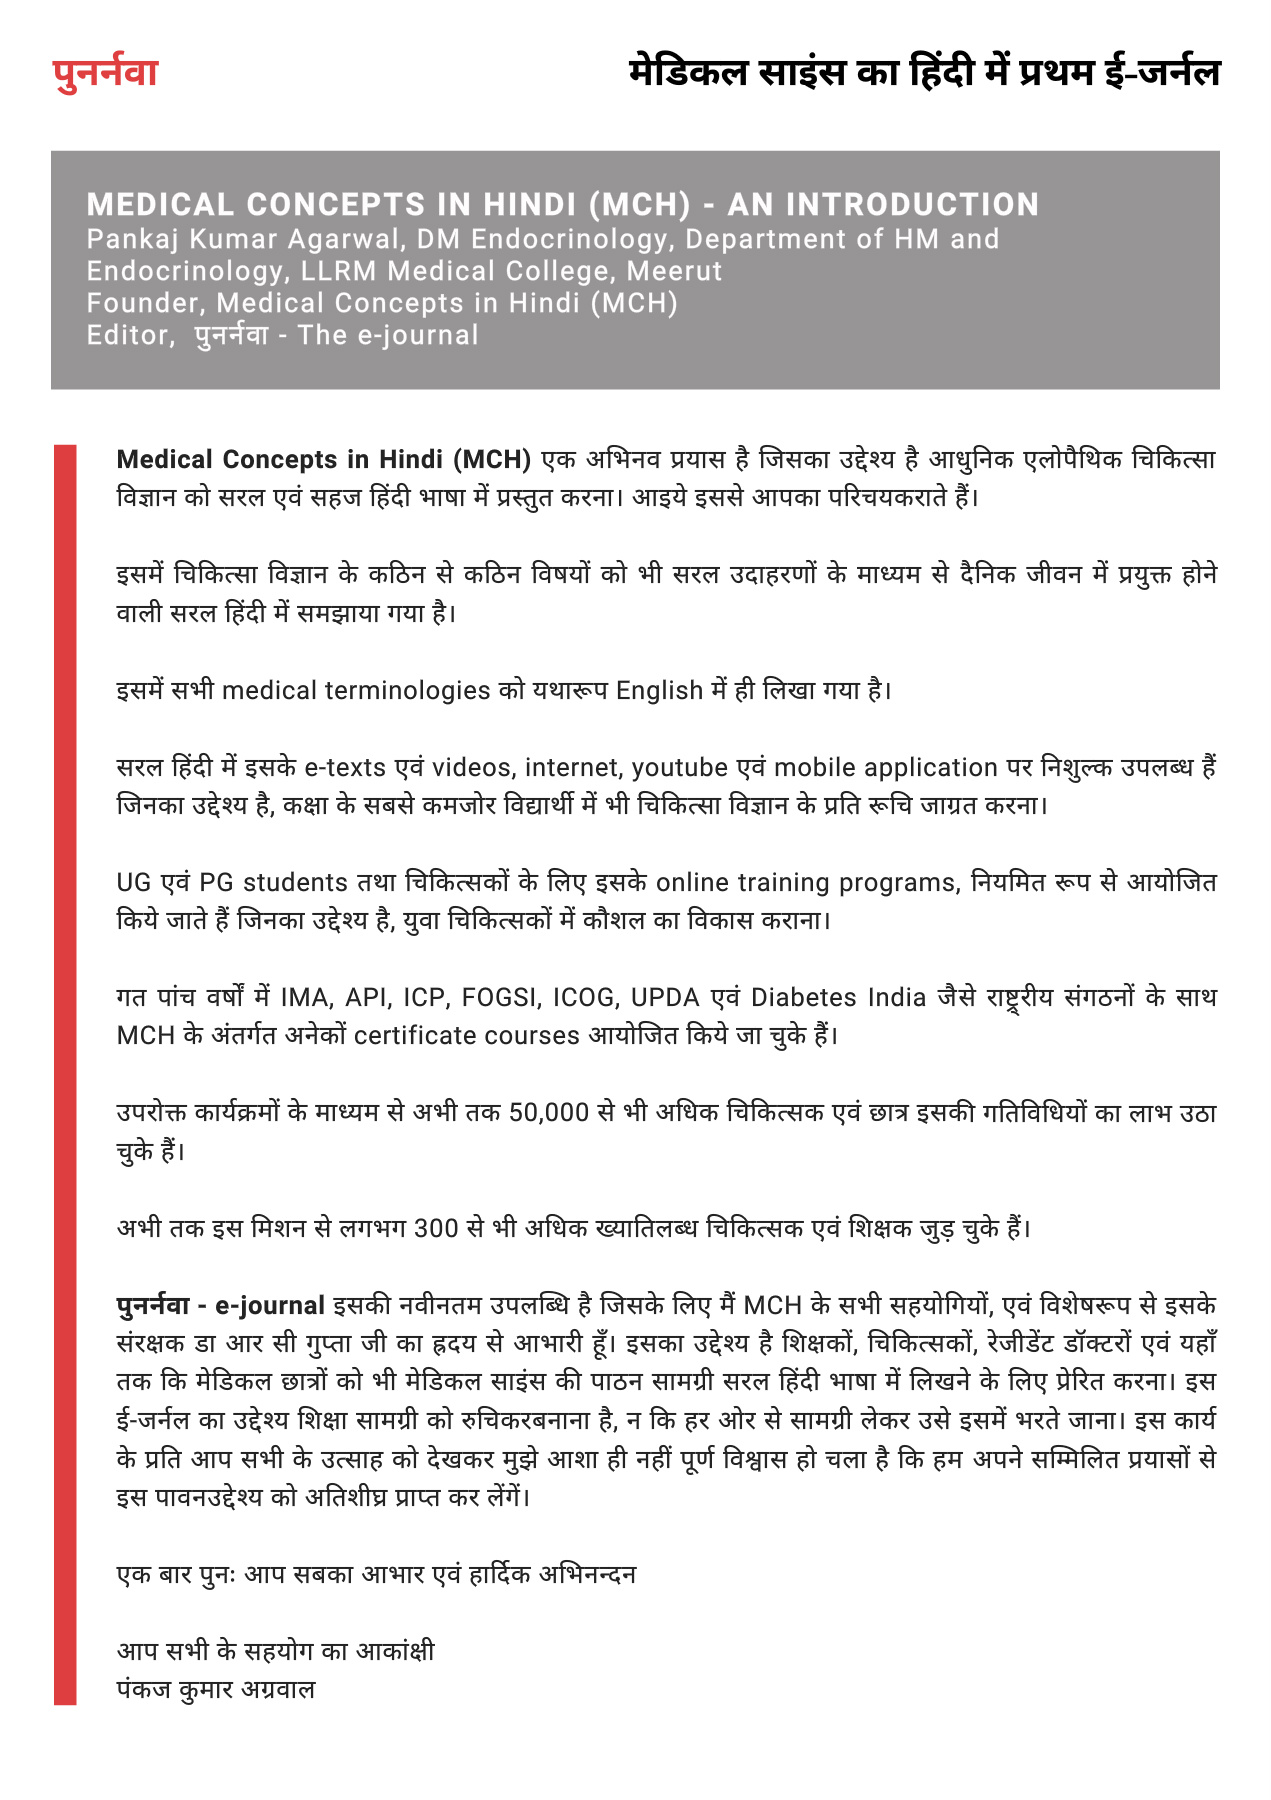 पुनर्नवा
मेडिकल साइंस का हिंदी में प्रथम ई-जर्नल
MEDICAL CONCEPTS IN HINDI (MCH) - AN INTRODUCTION
Pankaj Kumar Agarwal, DM Endocrinology, Department of HM and
Endocrinology, LLRM Medical College, Meerut
Founder, Medical Concepts in Hindi (MCH)
Editor, पुनर्नवा - The e-journal
Medical Concepts in Hindi (MCH) एक अभिनव प्रयास है जिसका उद्देश्य है आधुनिक एलोपैथिक चिकित्सा
विज्ञान को सरल एवं सहज हिंदी भाषा में प्रस्तुत करना। आइये इससे आपका परिचयकराते हैं।
इसमें चिकित्सा विज्ञान के कठिन से कठिन विषयों को भी सरल उदाहरणों के माध्यम से दैनिक जीवन में प्रयुक्त होने
वाली सरल हिंदी में समझाया गया है।
इसमें सभी medical terminologies को यथारूप English में ही लिखा गया है।
सरल हिंदी में इसके e-texts एवं videos, internet, youtube एवं mobile application पर निशुल्क उपलब्ध हैं
जिनका उद्देश्य है, कक्षा के सबसे कमजोर विद्यार्थी में भी चिकित्सा विज्ञान के प्रति रूचि जाग्रत करना।
UG एवं PG students तथा चिकित्सकों के लिए इसके online training programs, नियमित रूप से आयोजित
किये जाते हैं जिनका उद्देश्य है, युवा चिकित्सकों में कौशल का विकास कराना।
गत पांच वर्षों में IMA, API, ICP, FOGSI, ICOG, UPDA एवं Diabetes India जैसे राष्ट्र्रीय संगठनों के साथ
MCH के अंतर्गत अनेकों certificate courses आयोजित किये जा चुके हैं।
उपरोक्त कार्यक्रमों के माध्यम से अभी तक 50,000 से भी अधिक चिकित्सक एवं छात्र इसकी गतिविधियों का लाभ उठा
चुके हैं।
अभी तक इस मिशन से लगभग 300 से भी अधिक ख्यातिलब्ध चिकित्सक एवं शिक्षक जुड़ चुके हैं।
पुनर्नवा - e-journal इसकी नवीनतम उपलब्धि है जिसके लिए मैं MCH के सभी सहयोगियों, एवं विशेषरूप से इसके
संरक्षक डा आर सी गुप्ता जी का ह्रदय से आभारी हूँ। इसका उद्देश्य है शिक्षकों, चिकित्सकों, रेजीडेंट डॉक्टरों एवं यहाँ
तक कि मेडिकल छात्रों को भी मेडिकल साइंस की पाठन सामग्री सरल हिंदी भाषा में लिखने के लिए प्रेरित करना। इस
ई-जर्नल का उद्देश्य शिक्षा सामग्री को रुचिकरबनाना है, न कि हर ओर से सामग्री लेकर उसे इसमें भरते जाना। इस कार्य
के प्रति आप सभी के उत्साह को देखकर मुझे आशा ही नहीं पूर्ण विश्वास हो चला है कि हम अपने सम्मिलित प्रयासों से
इस पावनउद्देश्य को अतिशीघ्र प्राप्त कर लेंगें।
एक बार पुनः आप सबका आभार एवं हार्दिक अभिनन्दन
आप सभी के सहयोग का आकांक्षी
पंकज कुमार अग्रवाल